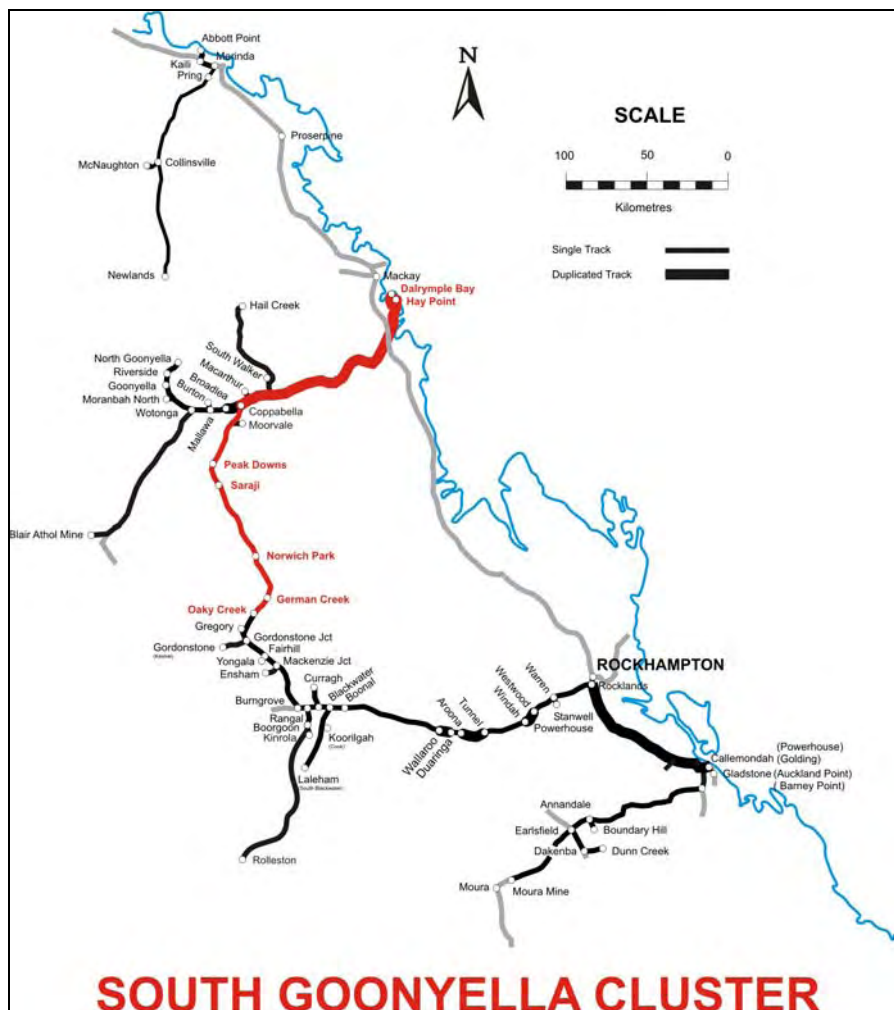 Abbott Point
Kaili
Merinda
Pring
N
SCALE
100
50
0
Kilometres
Proserpine
McNaughton
Collinsville
Single Track
Duplicated Track
Newlands
Mackay
Dalrymple Bay
Hay Point
Hail Creek
North Goonyella
Riverside
Goonyella
Moranbah North
Wotonga
South Walker
Macarthur
Broadlea
Burton
Mallawa
Coppabella
Moorvale
Peak Downs
Saraji
Blair Athol Mine
Norwich Park
German Creek
Oaky Creek
Gregory
Gordonstone
Gordonstone Jct
Fairhill
Yongala
Mackenzie Jct
Ensham
Curragh
Blackwater
Boonal
Burngrove
Rangal
Boorgoon
Kinrola
Koorilgah
(Cook)
Laleham
(South Blackwater)
Rolleston
Wallaroo
Duaringa
Aroona
Tunnel
Windah
Westwood
Warren
Stanwell
Powerhouse
ROCKHAMPTON
Rocklands
Callemondah
(Powerhouse)
(Golding)
Gladstone
(Auckland Point)
( Barney Point)
Annandale
Earlsfield
Boundary Hill
Dakenba
Dunn Creek
Moura
Moura Mine
SOUTH GOONYELLA CLUSTER